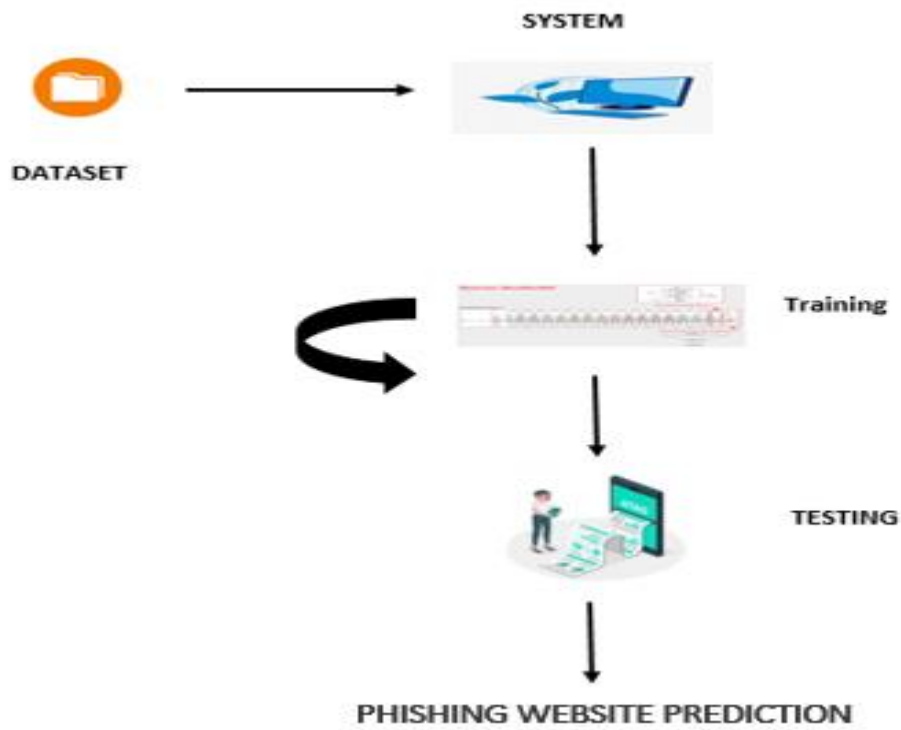 SYSTEM
DATASET
Training
TESTING
PHISHING WEBSITE PREDICTION